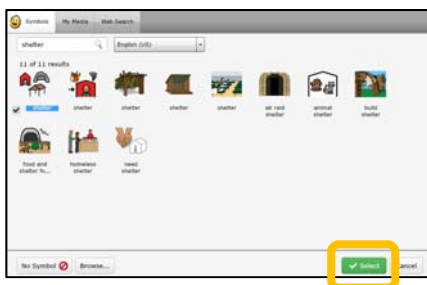 Symbols My Media Web Search
shelter English (US)
11 of 11 results
shelter shelter shelter shelter shelter air raid shelter animal shelter build shelter
food and shelter fo... homeless shelter need shelter
No Symbol Browse... Select ancel